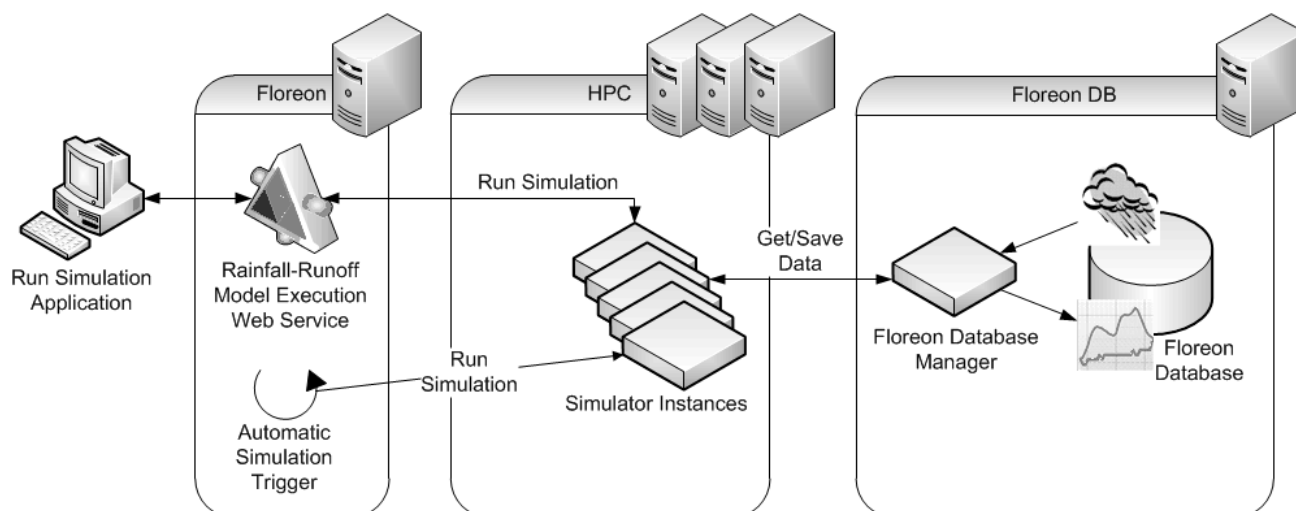 Floreon
HPC
Floreon DB
Run Simulation
Application
Rainfall-Runoff
Model Execution
Web Service
Run Simulation
Get/Save
Data
Run
Simulation
Automatic
Simulation
Trigger
Simulator Instances
Floreon Database
Manager
Floreon
Database